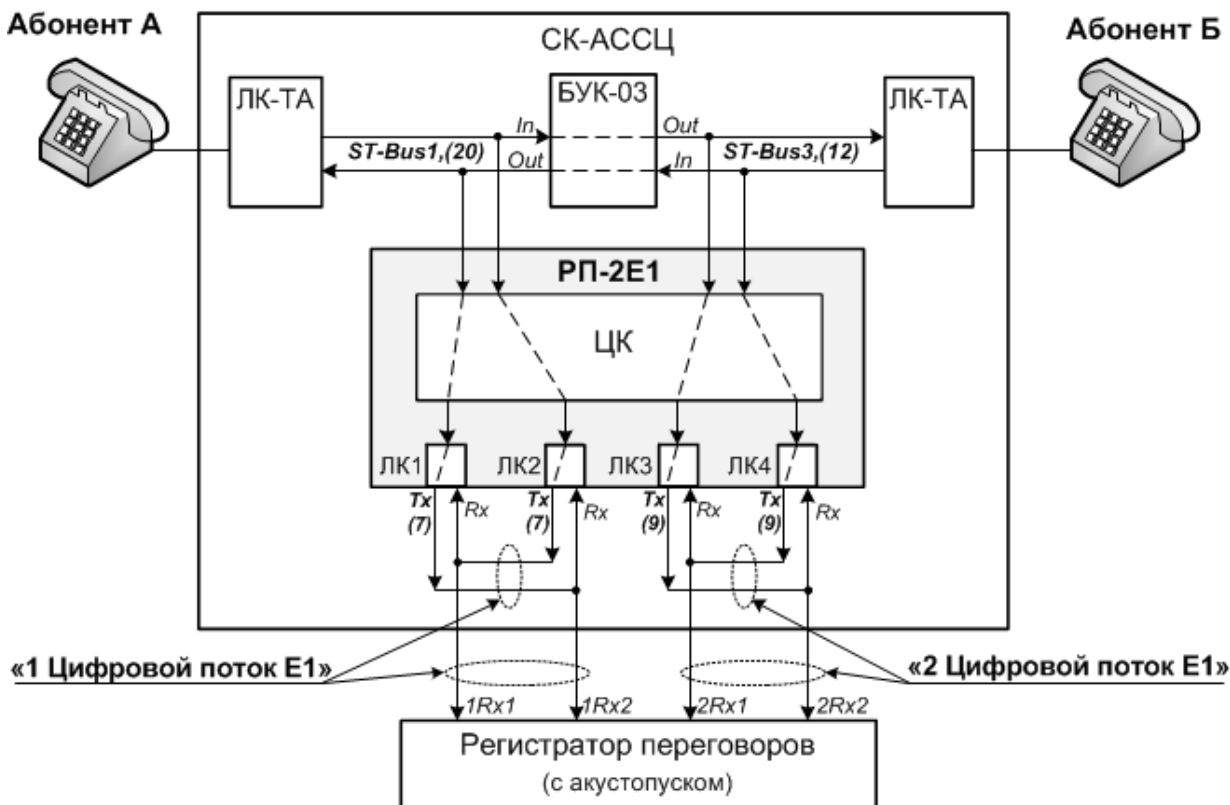 Абонент А
СК-АССЦ
Абонент Б
ЛК-ТА
БУК-03
ЛК-ТА
In
Out
ST-Bus1,(20)
Out
ST-Bus3,(12)
In
РП-2Е1
ЦК
ЛК1
ЛК2
ЛК3
ЛК4
Tx
(7)
Rx
Tx
(7)
Rx
Tx
(9)
Rx
Tx
(9)
Rx
«1 Цифровой поток Е1»
«2 Цифровой поток Е1»
1Rx1
1Rx2
2Rx1
2Rx2
Регистратор переговоров
(с акустопуском)